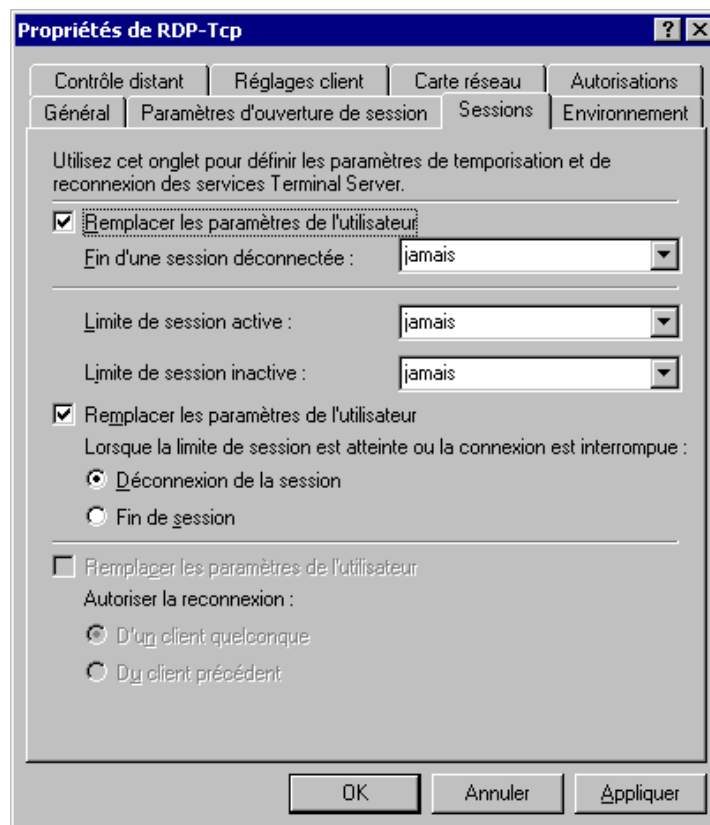 Propriétés de RDP-Tcp
Contrôle distant Réglages client Carte réseau Autorisations
Général Paramètres d'ouverture de session Sessions Environnement
Utilisez cet onglet pour définir les paramètres de temporisation et de
reconnexion des services Terminal Server.
Remplacer les paramètres de l'utilisateur
Fin d'une session déconnectée : jamais
Limite de session active : jamais
Limite de session inactive : jamais
Remplacer les paramètres de l'utilisateur
Lorsque la limite de session est atteinte ou la connexion est interrompue :
Déconnexion de la session
Fin de session
Remplacer les paramètres de l'utilisateur
Autoriser la reconnexion :
D'un client quelconque
Du client précédent
OK Annuler Appliquer